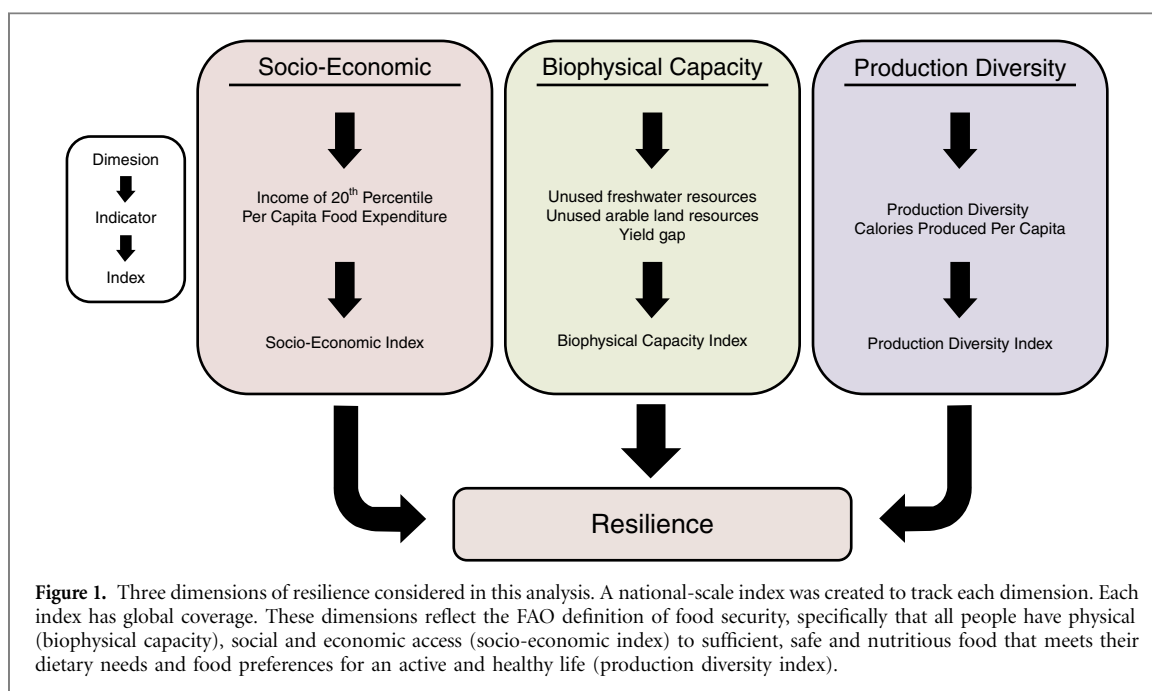 Dimesion
Indicator
Index
Socio-Economic
Income of 20th Percentile
Per Capita Food Expenditure
Socio-Economic Index
Biophysical Capacity
Unused freshwater resources
Unused arable land resources
Yield gap
Biophysical Capacity Index
Production Diversity
Production Diversity
Calories Produced Per Capita
Production Diversity Index
Resilience
Figure 1. Three dimensions of resilience considered in this analysis. A national-scale index was created to track each dimension. Each
index has global coverage. These dimensions reflect the FAO definition of food security, specifically that all people have physical
(biophysical capacity), social and economic access (socio-economic index) to sufficient, safe and nutritious food that meets their
dietary needs and food preferences for an active and healthy life (production diversity index).